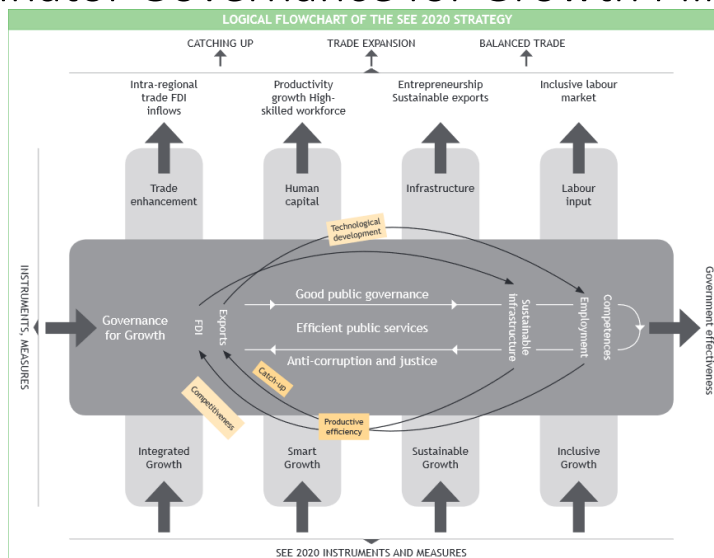 LOGICAL FLOWCHART OF THE SEE 2020 STRATEGY
CATCHING UP
TRADE EXPANSION
BALANCED TRADE
Intra-regional
trade FDI
inflows
Productivity
growth High-
skilled workforce
Entrepreneurship
Sustainable exports
Inclusive labour
market
Trade
enhancement
Human
capital
Infrastructure
Labour
input
Technological
development
INSTRUMENTS, MEASURES
Governance
for Growth
FDI
Exports
Good public governance
Efficient public services
Anti-corruption and justice
Sustainable
infrastructure
Employment
Competences
Government effectiveness
Catch-up
Competitiveness
Productive
efficiency
Integrated
Growth
Smart
Growth
Sustainable
Growth
Inclusive
Growth
SEE 2020 INSTRUMENTS AND MEASURES